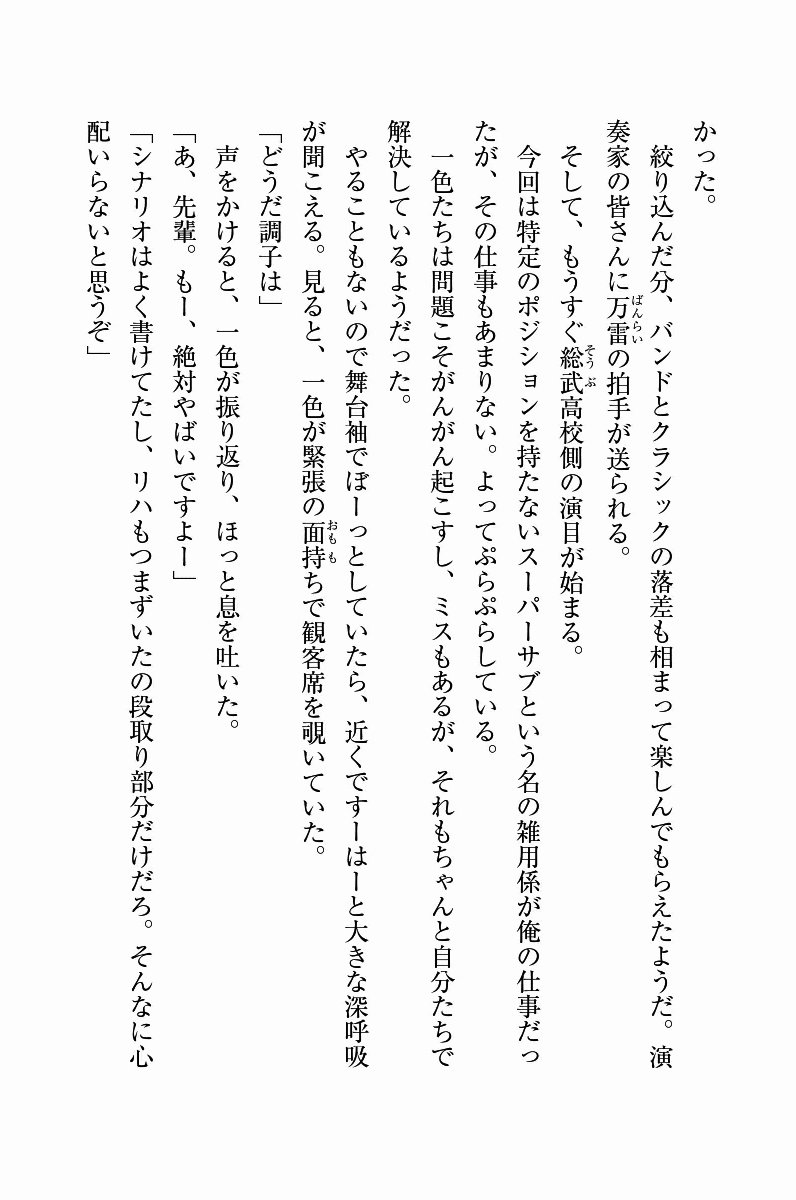 かった。
　絞り込んだ分、バンドとクラシックの落差も相まって楽しんでもらえたようだ。演
奏家の皆さんに万雷の拍手が送られる。
　そして、もうすぐ総武高校側の演目が始まる。
　今回は特定のポジションを持たないスーパーサブという名の雑用係が俺の仕事だっ
たが、その仕事もあまりない。よってぷらぷらしている。
　一色たちは問題こそがんがん起こすし、ミスもあるが、それもちゃんと自分たちで
解決しているようだった。
　やることもないので舞台袖でぼーっとしていたら、近くですーはーと大きな深呼吸
が聞こえる。見ると、一色が緊張の面持ちで観客席を覗いていた。
「どうだ調子は」
　声をかけると、一色が振り返り、ほっと息を吐いた。
「あ、先輩。もー、絶対やばいですよー」
「シナリオはよく書けてたし、リハもつまずいたの段取り部分だけだろ。そんなに心
配いらないと思うぞ」